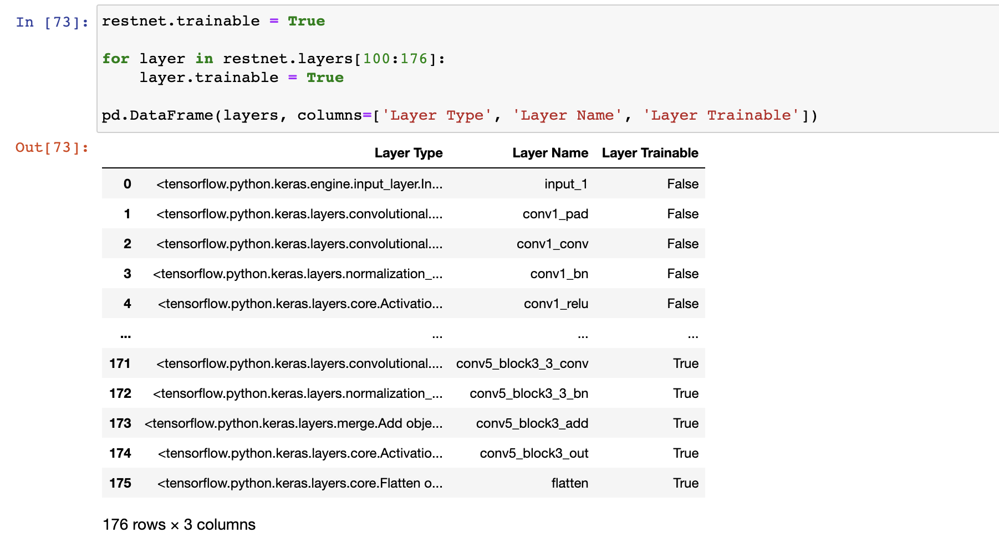 In [73]: restnet.trainable = True
for layer in restnet.layers[100:176]:
    layer.trainable = True
pd.DataFrame(layers, columns=['Layer Type', 'Layer Name', 'Layer Trainable'])
Out[73]:
Layer Type Layer Name Layer Trainable
0 <tensorflow.python.keras.engine.input_layer.In... input_1 False
1 <tensorflow.python.keras.layers.convolutional.... conv1_pad False
2 <tensorflow.python.keras.layers.convolutional.... conv1_conv False
3 <tensorflow.python.keras.layers.normalization_... conv1_bn False
4 <tensorflow.python.keras.layers.core.Activatio... conv1_relu False
... ... ... ...
171 <tensorflow.python.keras.layers.convolutional.... conv5_block3_3_conv True
172 <tensorflow.python.keras.layers.normalization_... conv5_block3_3_bn True
173 <tensorflow.python.keras.layers.merge.Add obje... conv5_block3_add True
174 <tensorflow.python.keras.layers.core.Activatio... conv5_block3_out True
175 <tensorflow.python.keras.layers.core.Flatten o... flatten True
176 rows × 3 columns